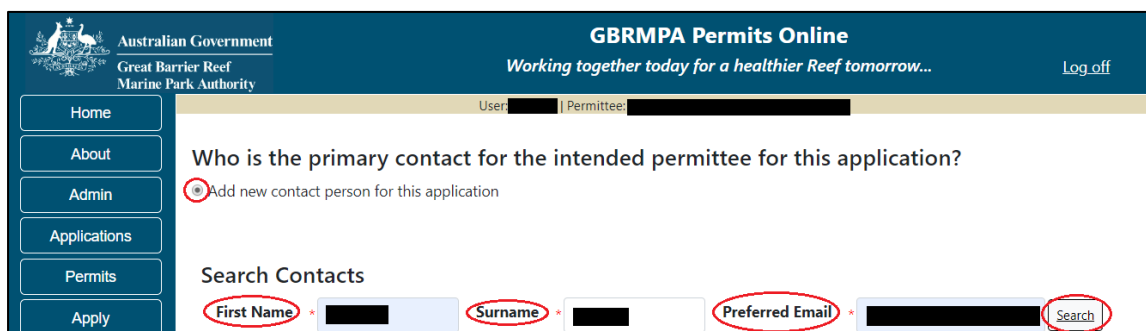 Australian Government
Great Barrier Reef
Marine Park Authority
GBRMPA Permits Online
Working together today for a healthier Reef tomorrow...
Log off
Home
About
Admin
Applications
Permits
Apply
User: | Permittee:
Who is the primary contact for the intended permittee for this application?
Add new contact person for this application
Search Contacts
First Name * Surname * Preferred Email * Search